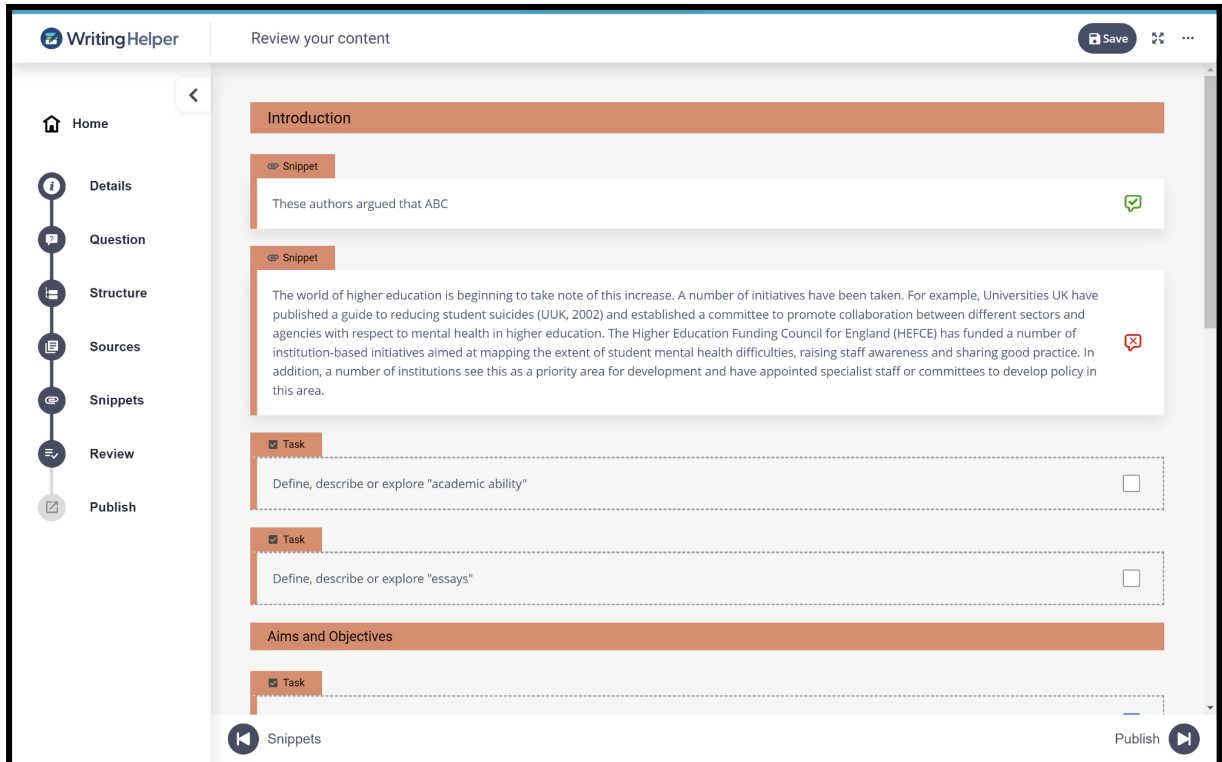 WritingHelper
Review your content
Save
Home
Details
Question
Structure
Sources
Snippets
Review
Publish
Introduction
Snippet
These authors argued that ABC
Snippet
The world of higher education is beginning to take note of this increase. A number of initiatives have been taken. For example, Universities UK have
published a guide to reducing student suicides (UUK, 2002) and established a committee to promote collaboration between different sectors and
agencies with respect to mental health in higher education. The Higher Education Funding Council for England (HEFCE) has funded a number of
institution-based initiatives aimed at mapping the extent of student mental health difficulties, raising staff awareness and sharing good practice. In
addition, a number of institutions see this as a priority area for development and have appointed specialist staff or committees to develop policy in
this area.
Task
Define, describe or explore "academic ability"
Task
Define, describe or explore "essays"
Aims and Objectives
Task
Snippets
Publish